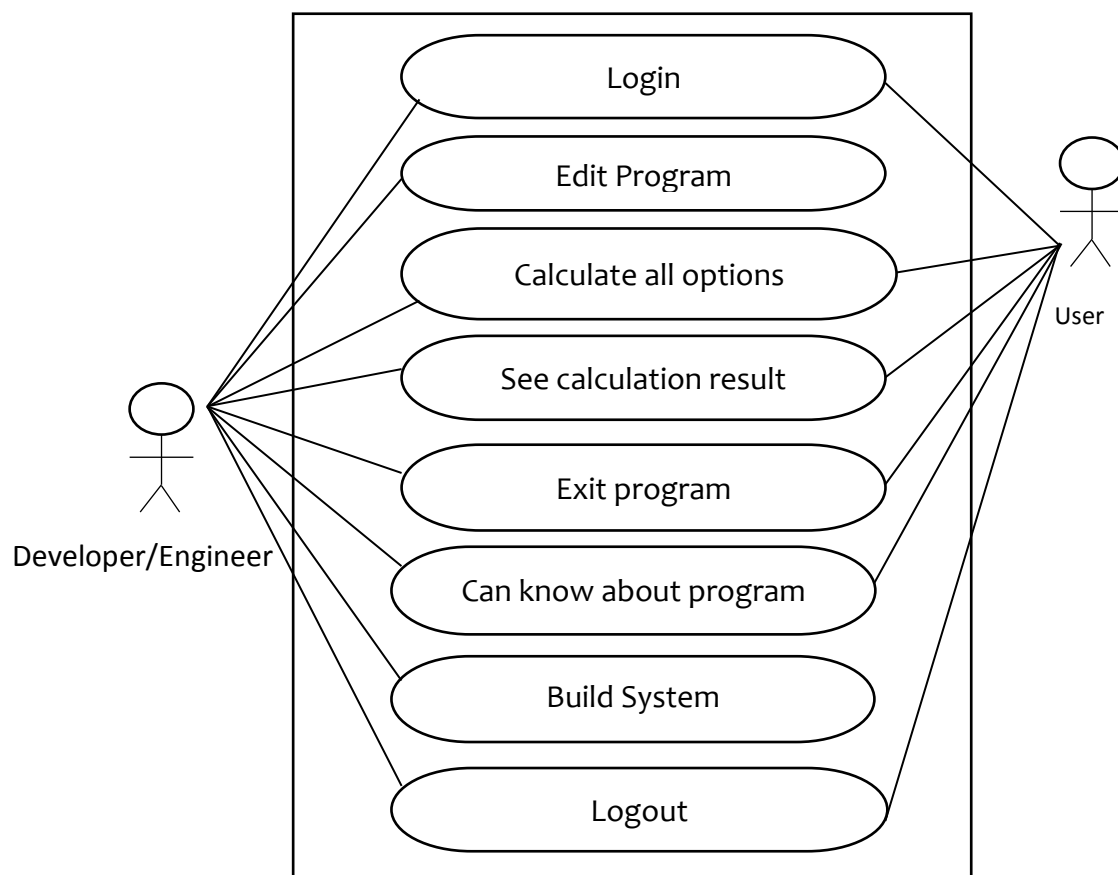 Login
Edit Program
Calculate all options
User
See calculation result
Exit program
Developer/Engineer
Can know about program
Build System
Logout